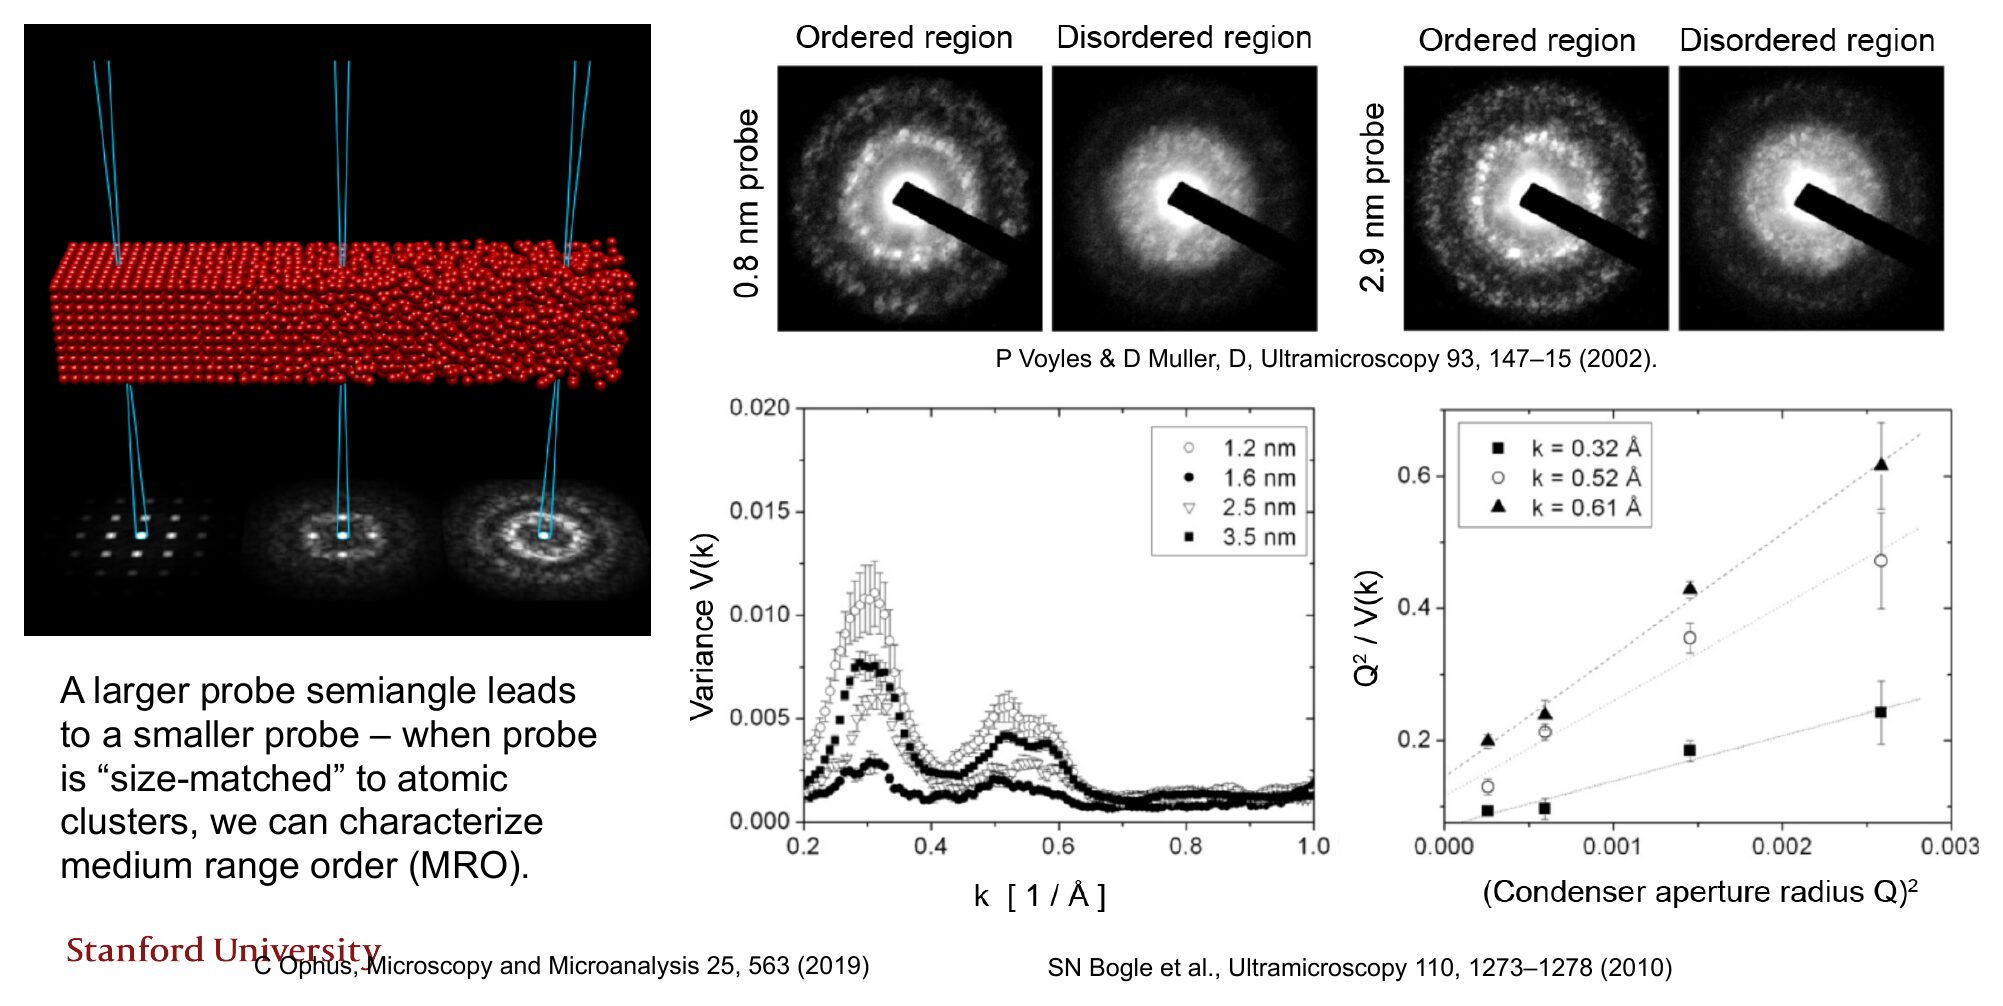 Ordered region
Disordered region
Ordered region
Disordered region
0.8 nm probe
2.9 nm probe
P Voyles & D Muller, D, Ultramicroscopy 93, 147–15 (2002).
0.020
0.015
0.010
0.005
0.000
Variance V(k)
1.2 nm
1.6 nm
2.5 nm
3.5 nm
0.2
0.4
0.6
0.8
1.0
k [ 1 / Å ]
0.6
0.4
0.2
Q² / V(k)
k = 0.32 Å
k = 0.52 Å
k = 0.61 Å
0.000
0.001
0.002
0.003
(Condenser aperture radius Q)²
A larger probe semiangle leads
to a smaller probe – when probe
is “size-matched” to atomic
clusters, we can characterize
medium range order (MRO).
Stanford University
C Ophus, Microscopy and Microanalysis 25, 563 (2019)
SN Bogle et al., Ultramicroscopy 110, 1273–1278 (2010)